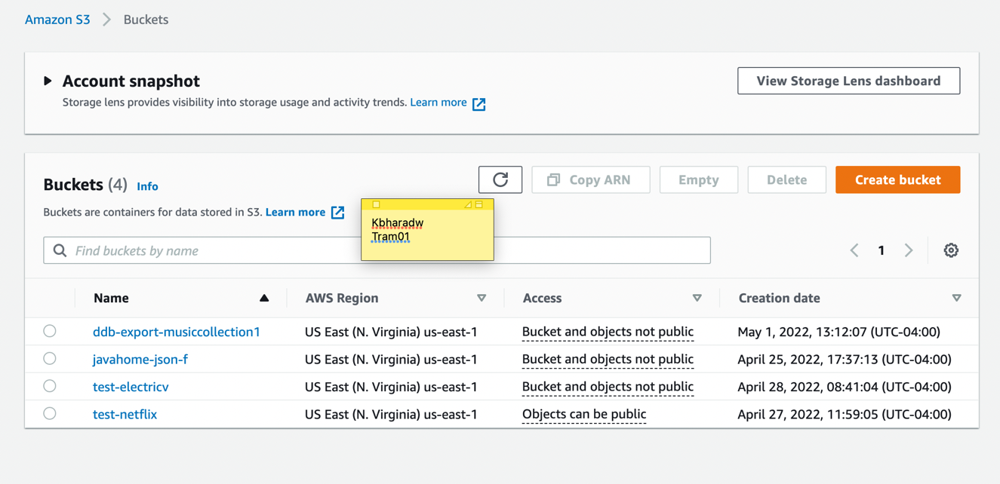 Amazon S3 > Buckets
Account snapshot
View Storage Lens dashboard
Storage lens provides visibility into storage usage and activity trends. Learn more
Buckets (4) Info
Copy ARN Empty Delete Create bucket
Buckets are containers for data stored in S3. Learn more
Kbharadw
Tram01
Find buckets by name
1
Name AWS Region Access Creation date
ddb-export-musiccollection1 US East (N. Virginia) us-east-1 Bucket and objects not public May 1, 2022, 13:12:07 (UTC-04:00)
javahome-json-f US East (N. Virginia) us-east-1 Bucket and objects not public April 25, 2022, 17:37:13 (UTC-04:00)
test-electricv US East (N. Virginia) us-east-1 Bucket and objects not public April 28, 2022, 08:41:04 (UTC-04:00)
test-netflix US East (N. Virginia) us-east-1 Objects can be public April 27, 2022, 11:59:05 (UTC-04:00)